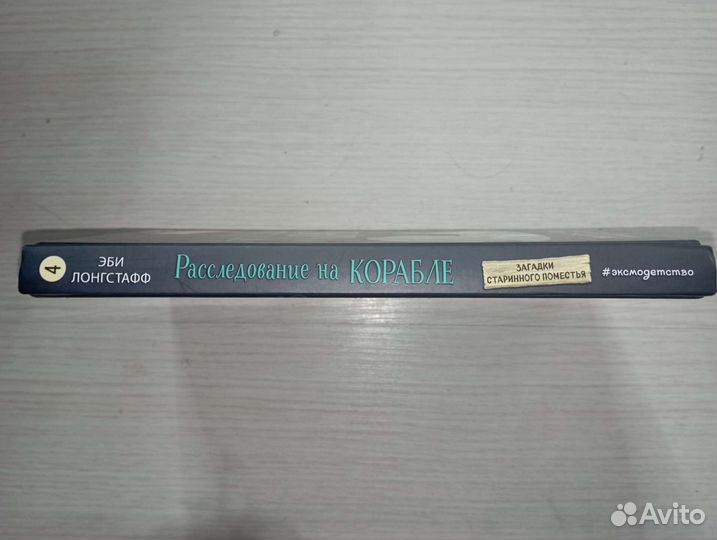 4
ЭБИ
ЛОНГСТАФФ
Расследование на КОРАБЛЕ
ЗАГАДКИ
СТАРИННОГО ПОМЕСТЬЯ
#эксмодетство
Avito